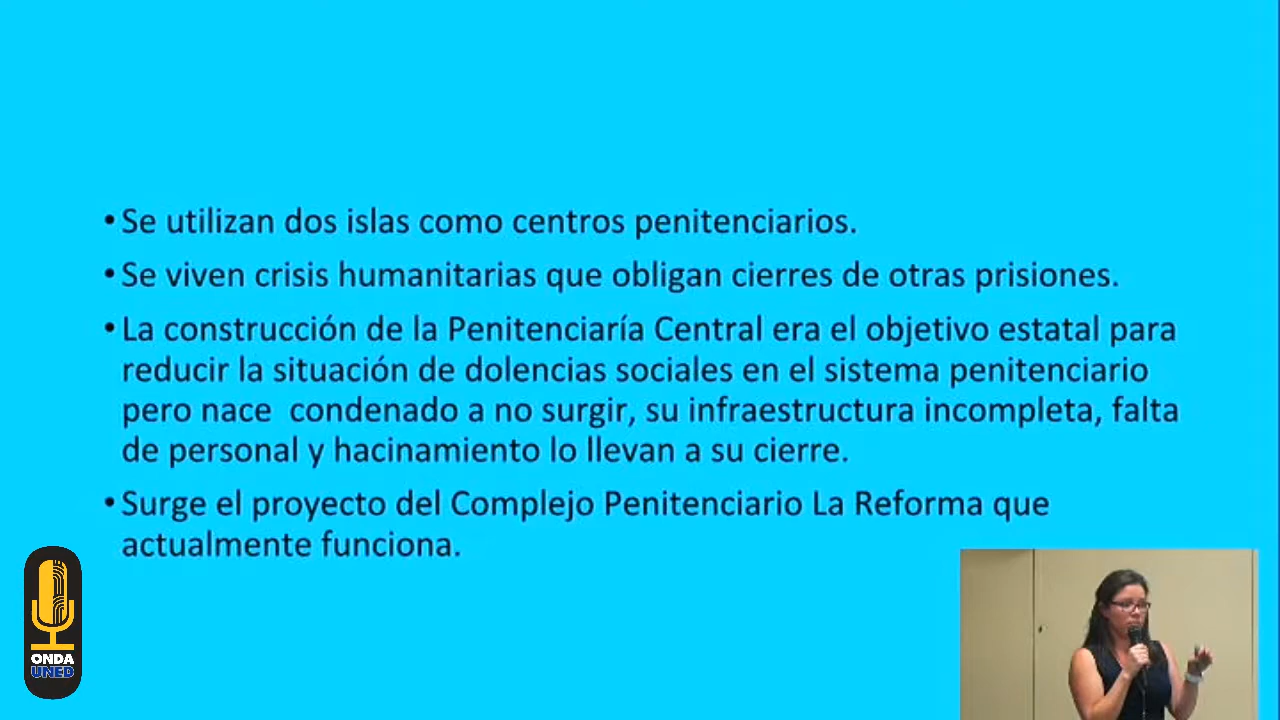 • Se utilizan dos islas como centros penitenciarios.
• Se viven crisis humanitarias que obligan cierres de otras prisiones.
• La construcción de la Penitenciaría Central era el objetivo estatal para
reducir la situación de dolencias sociales en el sistema penitenciario
pero nace  condenado a no surgir, su infraestructura incompleta, falta
de personal y hacinamiento lo llevan a su cierre.
• Surge el proyecto del Complejo Penitenciario La Reforma que
actualmente funciona.
ONDA
UNED